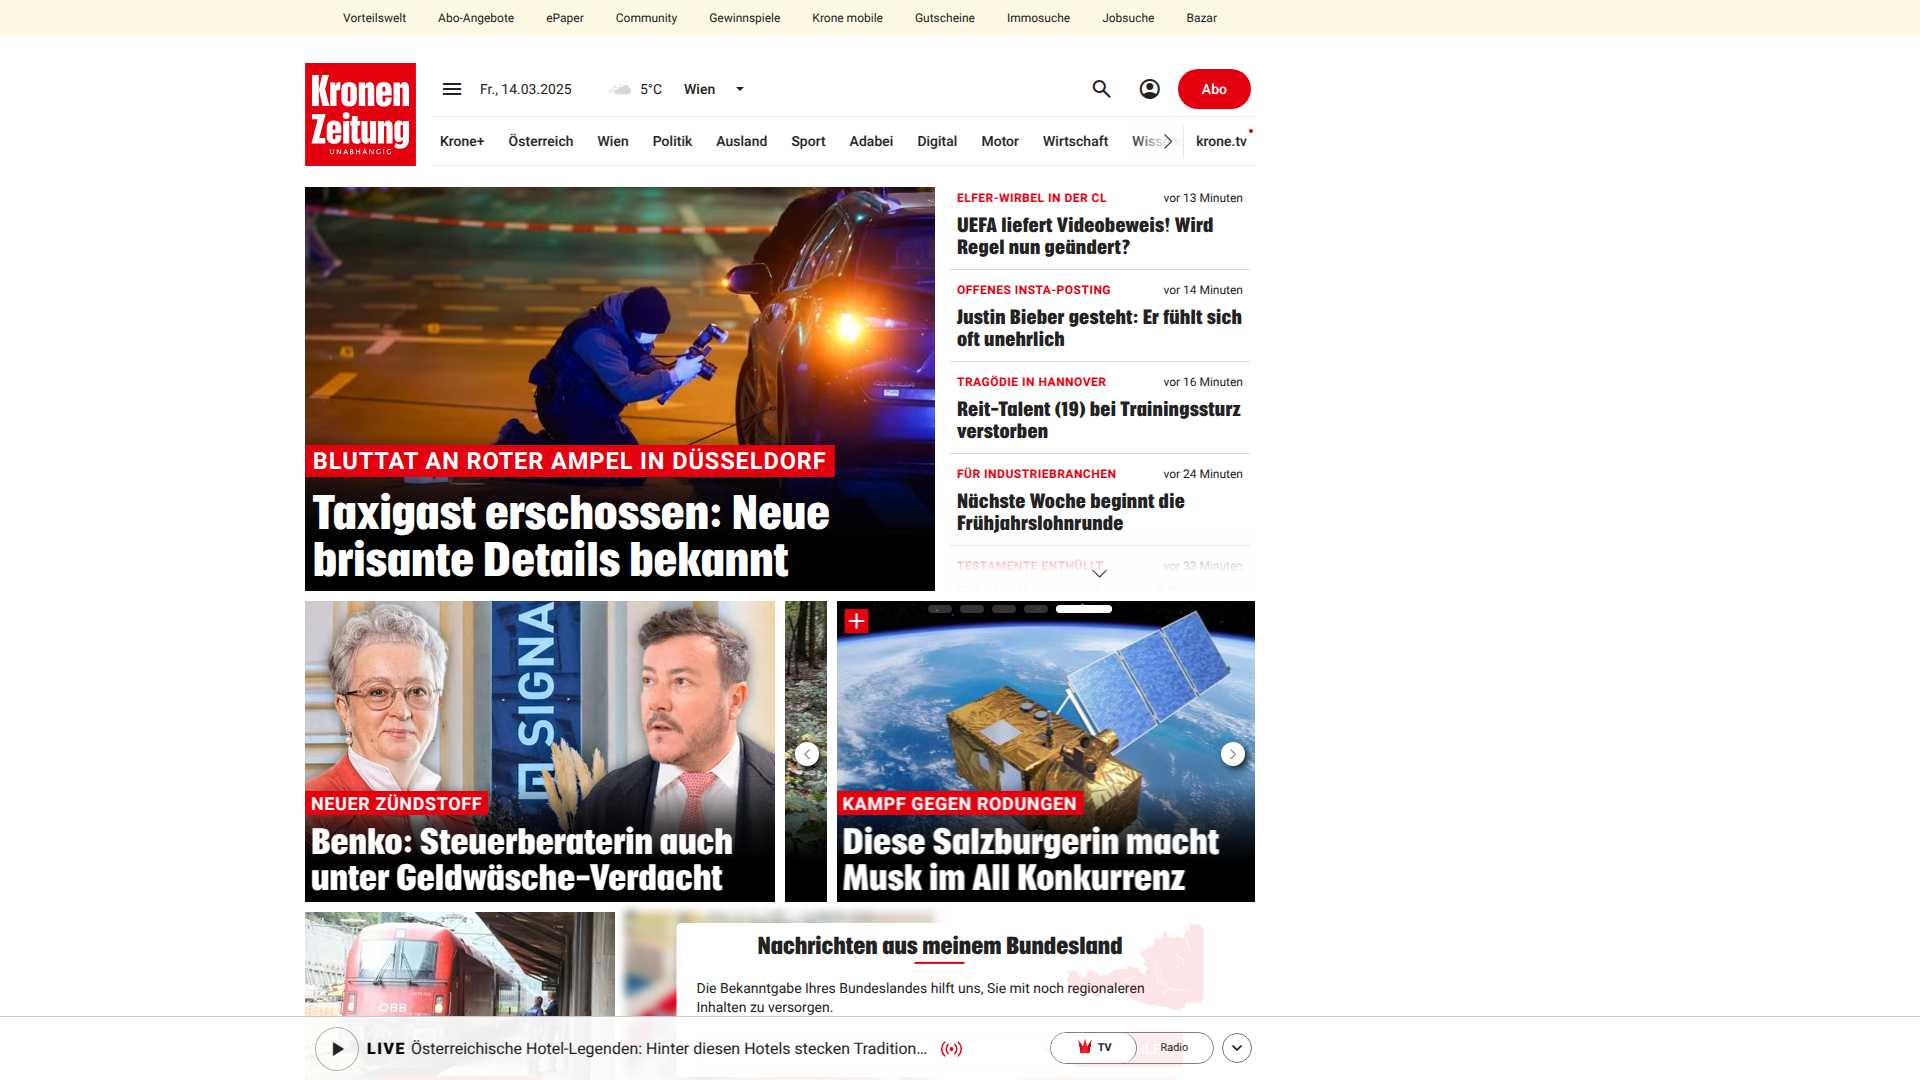 Vorteilswelt Abo-Angebote ePaper Community Gewinnspiele Krone mobile Gutscheine Immosuche Jobsuche Bazar
Kronen
Zeitung
UNABHÄNGIG
Fr., 14.03.2025 5°C Wien
Abo
Krone+ Österreich Wien Politik Ausland Sport Adabei Digital Motor Wirtschaft krone.tv
BLUTTAT AN ROTER AMPEL IN DÜSSELDORF
Taxigast erschossen: Neue
brisante Details bekannt
ELFER-WIRBEL IN DER CL vor 13 Minuten
UEFA liefert Videobeweis! Wird
Regel nun geändert?
OFFENES INSTA-POSTING vor 14 Minuten
Justin Bieber gesteht: Er fühlt sich
oft unehrlich
TRAGÖDIE IN HANNOVER vor 16 Minuten
Reit-Talent (19) bei Trainingssturz
verstorben
FÜR INDUSTRIEBRANCHEN vor 24 Minuten
Nächste Woche beginnt die
Frühjahrslohnrunde
TESTAMENTE ENTHÜLLT vor 33 Minuten
SIGNA
NEUER ZÜNDSTOFF
Benko: Steuerberaterin auch
unter Geldwäsche-Verdacht
KAMPF GEGEN RODUNGEN
Diese Salzburgerin macht
Musk im All Konkurrenz
ÖBB
Nachrichten aus meinem Bundesland
Die Bekanntgabe Ihres Bundeslandes hilft uns, Sie mit noch regionaleren
Inhalten zu versorgen.
LIVE Österreichische Hotel-Legenden: Hinter diesen Hotels stecken Tradition...
TV Radio